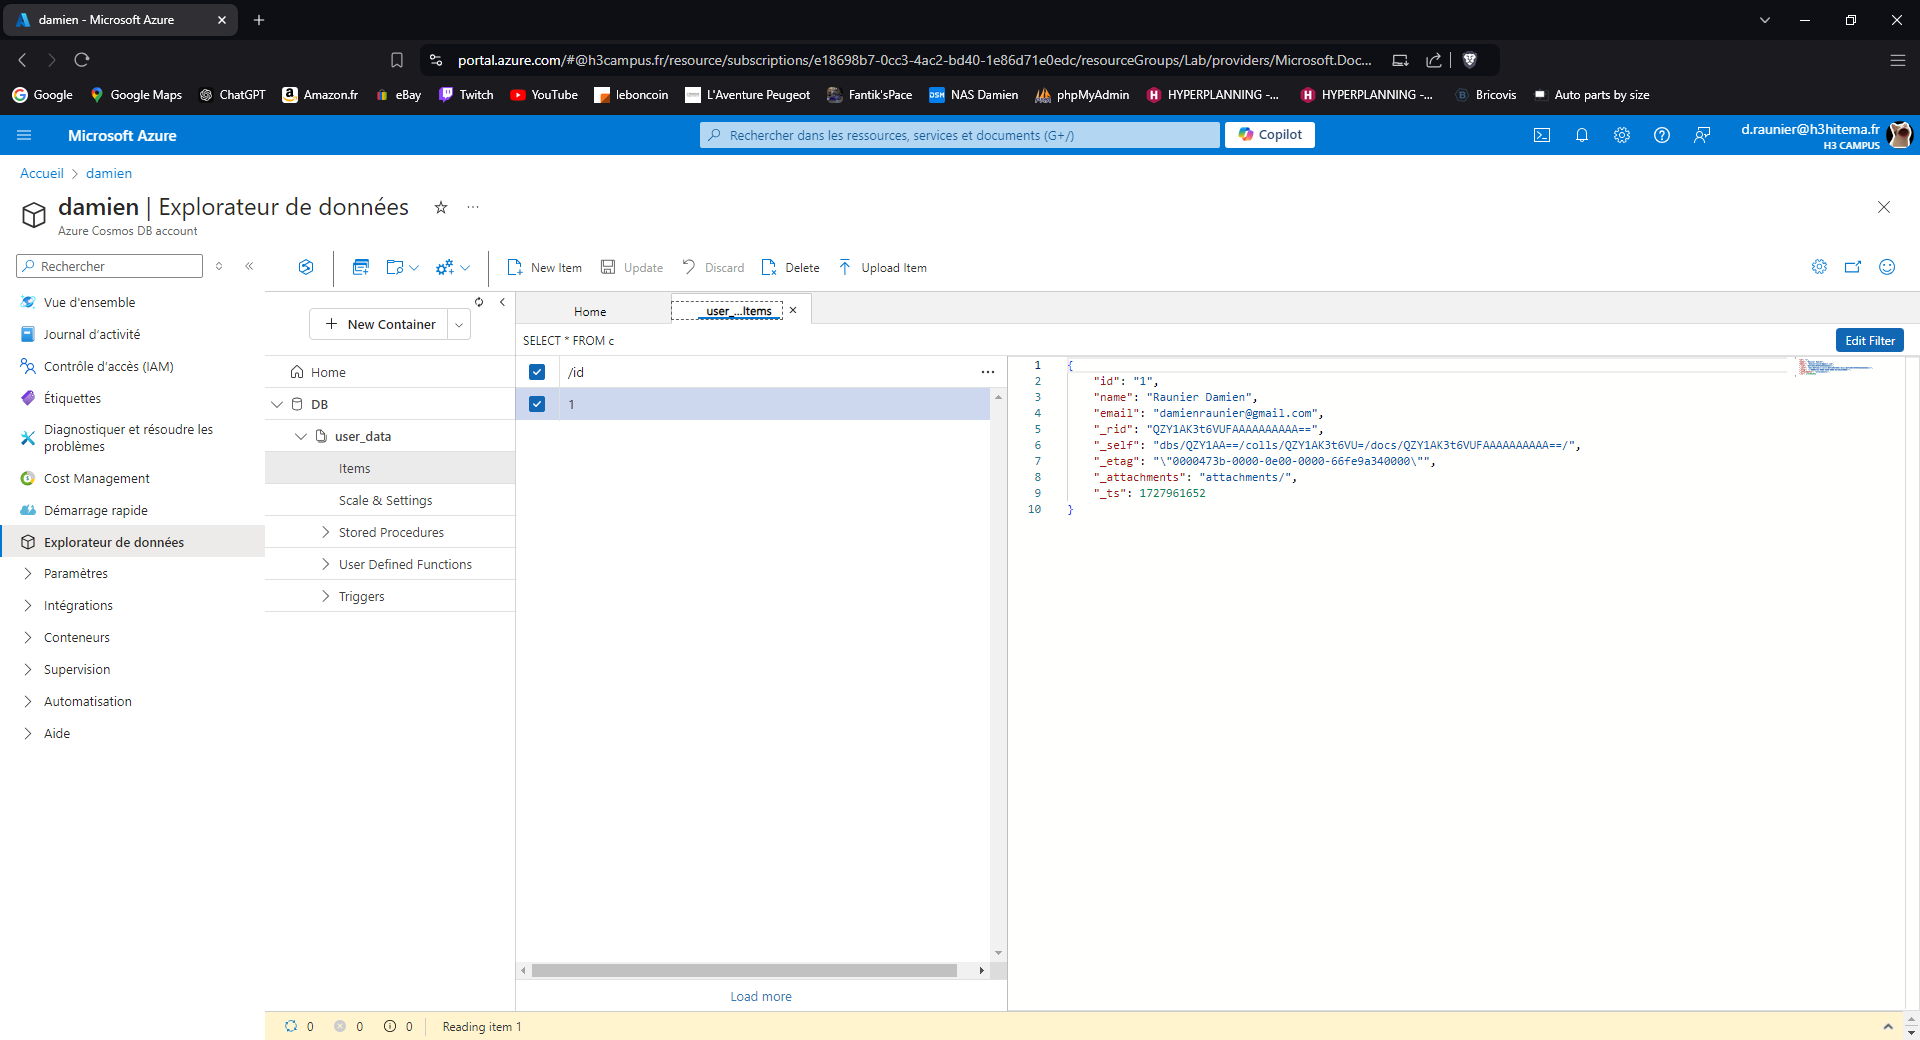 damien - Microsoft Azure
portal.azure.com/#@h3campus.fr/resource/subscriptions/e18698b7-0cc3-4ac2-bd40-1e86d71e0edc/resourceGroups/Lab/providers/Microsoft.Doc...
Google Google Maps ChatGPT Amazon.fr eBay Twitch YouTube leboncoin L'Aventure Peugeot Fantik'sPace NAS Damien phpMyAdmin HYPERPLANNING -... HYPERPLANNING -... Bricovis Auto parts by size
Microsoft Azure
Rechercher dans les ressources, services et documents (G+/)
Copilot
d.raunier@h3hitema.fr
H3 CAMPUS
Accueil > damien
damien | Explorateur de données
Azure Cosmos DB account
Rechercher
New Item Update Discard Delete Upload Item
Vue d'ensemble
Journal d'activité
Contrôle d'accès (IAM)
Étiquettes
Diagnostiquer et résoudre les
problèmes
Cost Management
Démarrage rapide
Explorateur de données
Paramètres
Intégrations
Conteneurs
Supervision
Automatisation
Aide
New Container
Home
DB
user_data
Items
Scale & Settings
Stored Procedures
User Defined Functions
Triggers
Home user_...Items
SELECT * FROM c
Edit Filter
/id
1
Load more
1 {
2 "id": "1",
3 "name": "Raunier Damien",
4 "email": "damienraunier@gmail.com",
5 "_rid": "QZY1AK3t6VUFAAAAAAAAAA==",
6 "_self": "dbs/QZY1AA==/colls/QZY1AK3t6VU=/docs/QZY1AK3t6VUFAAAAAAAAAA==/",
7 "_etag": "\"0000473b-0000-0e00-0000-66fe9a340000\"",
8 "_attachments": "attachments/",
9 "_ts": 1727961652
10 }
0 0 0 Reading item 1